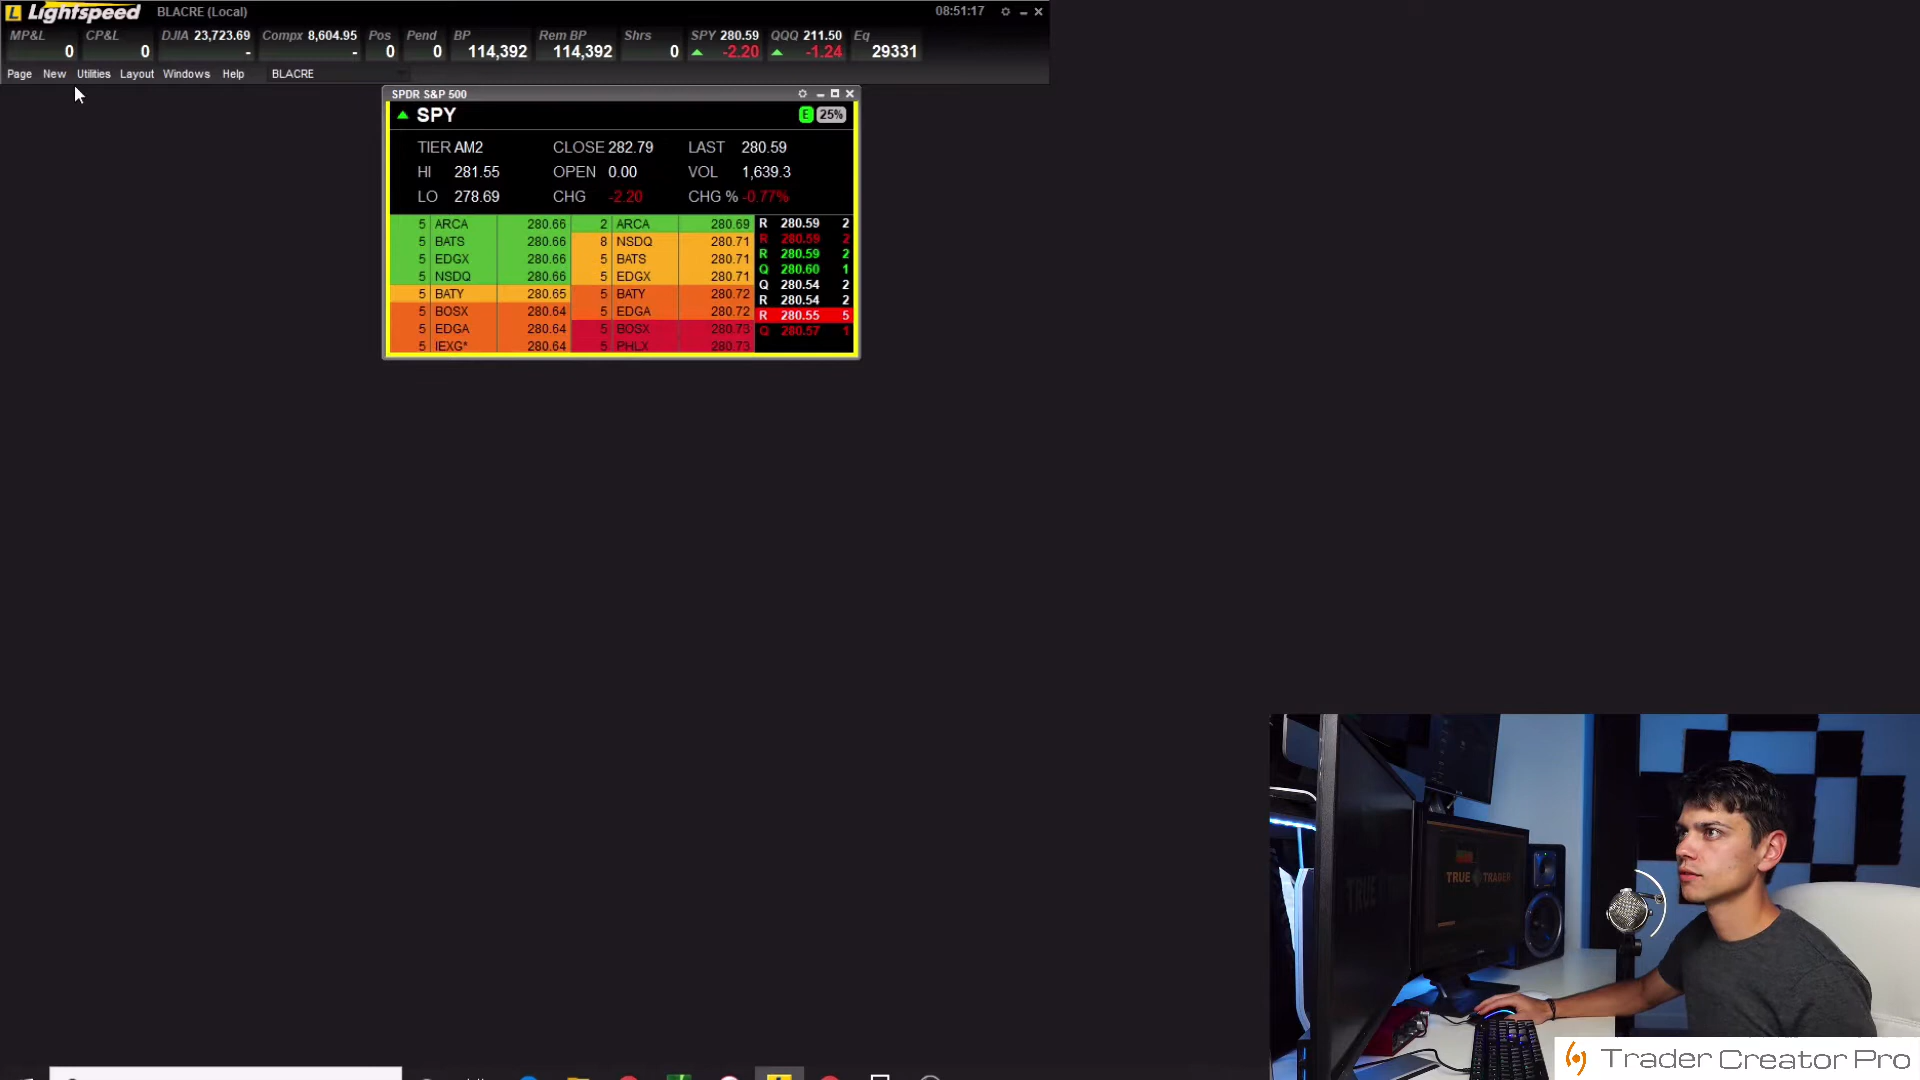 Lightspeed BLACRE (Local) 08:51:17
MP&L CP&L DJIA 23,723.69 Compx 8,604.95 Pos Pend BP Rem BP Shrs SPY 280.59 QQQ 211.50 Eq
0 0 - - 0 0 114,392 114,392 0 -2.20 -1.24 29331
Page New Utilities Layout Windows Help BLACRE
SPDR S&P 500
SPY E 25%
TIER AM2 CLOSE 282.79 LAST 280.59
HI 281.55 OPEN 0.00 VOL 1,639.3
LO 278.69 CHG -2.20 CHG % -0.77%
5 ARCA 280.66 2 ARCA 280.69 R 280.59 2
5 BATS 280.66 8 NSDQ 280.71 R 280.59 2
5 EDGX 280.66 5 BATS 280.71 R 280.59 2
5 NSDQ 280.66 5 EDGX 280.71 Q 280.60 1
5 BATY 280.65 5 BATY 280.72 Q 280.54 2
5 BOSX 280.64 5 EDGA 280.72 R 280.54 2
5 EDGA 280.64 5 BOSX 280.73 R 280.55 5
5 IEXG* 280.64 5 PHLX 280.73 Q 280.57 1
TRUE TRADER
Trader Creator Pro